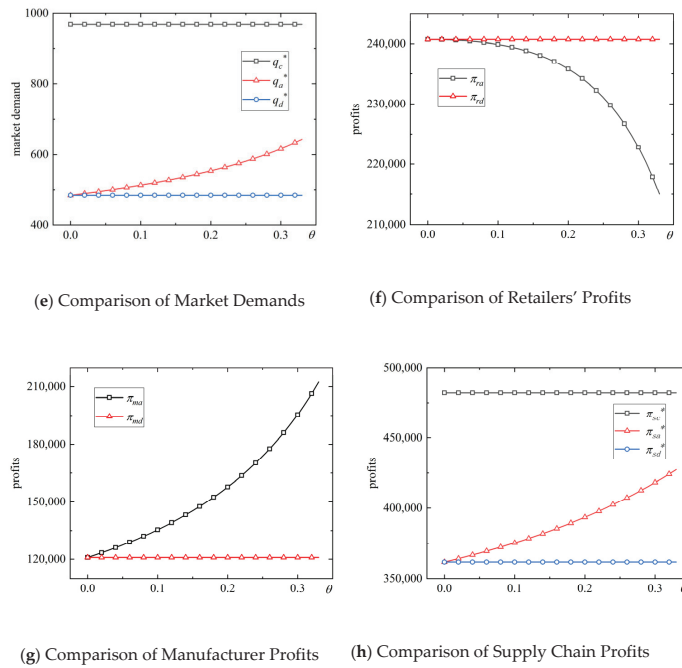 1000
800
600
400
market demand
q_c^*
q_a^*
q_d^*
0.0 0.1 0.2 0.3 θ
(e) Comparison of Market Demands
240,000
230,000
220,000
210,000
profits
π_ra
π_rd
0.0 0.1 0.2 0.3 θ
(f) Comparison of Retailers' Profits
210,000
180,000
150,000
120,000
profits
π_ma
π_md
0.0 0.1 0.2 0.3 θ
(g) Comparison of Manufacturer Profits
500,000
450,000
400,000
350,000
profits
π_sc^*
π_sa^*
π_sd^*
0.0 0.1 0.2 0.3 θ
(h) Comparison of Supply Chain Profits